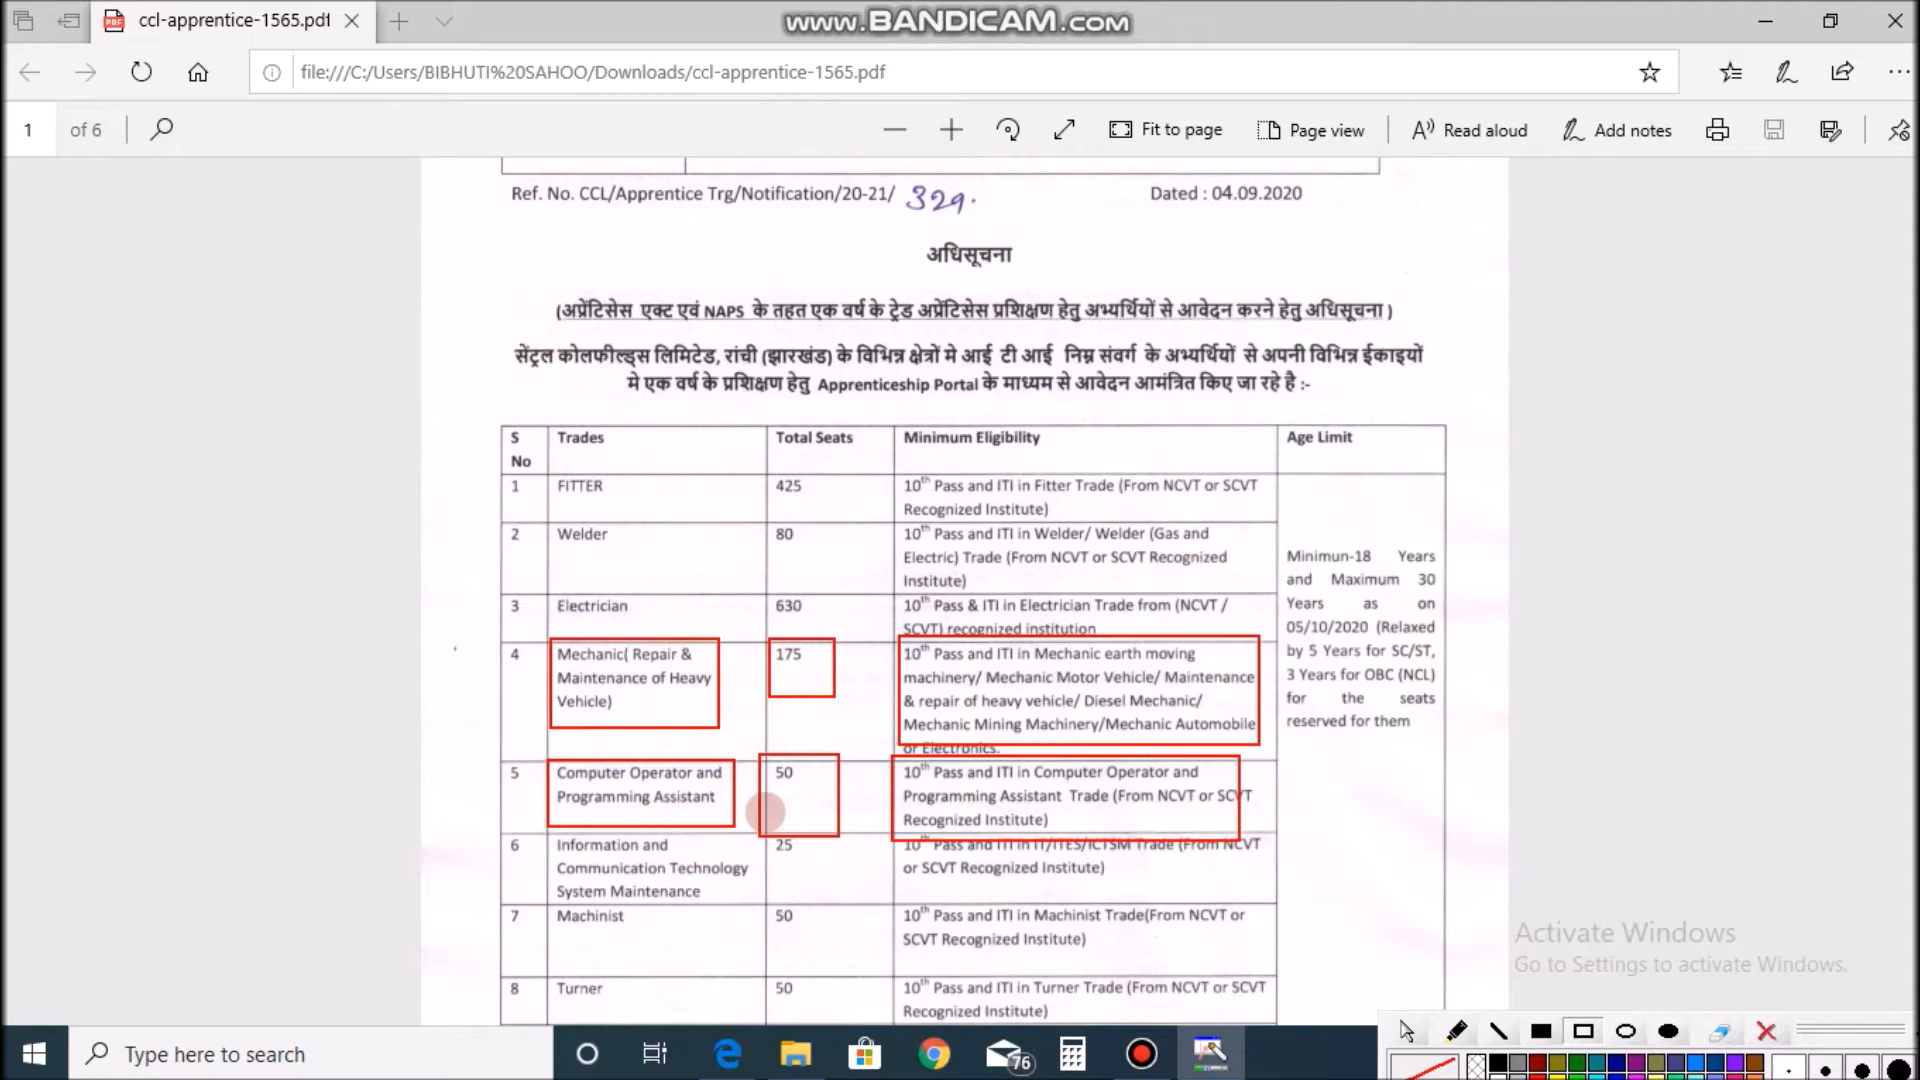 ccl-apprentice-1565.pdf
www.BANDICAM.com
file:///C:/Users/BIBHUTI%20SAHOO/Downloads/ccl-apprentice-1565.pdf
1 of 6
Fit to page
Page view
Read aloud
Add notes
Ref. No. CCL/Apprentice Trg/Notification/20-21/ 329. Dated : 04.09.2020
अधिसूचना
(अप्रेंटिसेस एक्ट एवं NAPS के तहत एक वर्ष के ट्रेड अप्रेंटिसेस प्रशिक्षण हेतु अभ्यर्थियों से आवेदन करने हेतु अधिसूचना )
सेंट्रल कोलफील्ड्स लिमिटेड, रांची (झारखंड) के विभिन्न क्षेत्रों मे आई टी आई निम्न संवर्ग के अभ्यर्थियों से अपनी विभिन्न ईकाइयों
मे एक वर्ष के प्रशिक्षण हेतु Apprenticeship Portal के माध्यम से आवेदन आमंत्रित किए जा रहे है :-
S No
Trades
Total Seats
Minimum Eligibility
Age Limit
1
FITTER
425
10th Pass and ITI in Fitter Trade (From NCVT or SCVT
Recognized Institute)
2
Welder
80
10th Pass and ITI in Welder/ Welder (Gas and
Electric) Trade (From NCVT or SCVT Recognized
Institute)
3
Electrician
630
10th Pass & ITI in Electrician Trade from (NCVT /
SCVT) recognized institution
4
Mechanic( Repair &
Maintenance of Heavy
Vehicle)
175
10th Pass and ITI in Mechanic earth moving
machinery/ Mechanic Motor Vehicle/ Maintenance
& repair of heavy vehicle/ Diesel Mechanic/
Mechanic Mining Machinery/Mechanic Automobile
or Electronics.
5
Computer Operator and
Programming Assistant
50
10th Pass and ITI in Computer Operator and
Programming Assistant Trade (From NCVT or SCVT
Recognized Institute)
6
Information and
Communication Technology
System Maintenance
25
10th Pass and ITI in IT/ITES/ICTSM Trade (From NCVT
or SCVT Recognized Institute)
7
Machinist
50
10th Pass and ITI in Machinist Trade(From NCVT or
SCVT Recognized Institute)
8
Turner
50
10th Pass and ITI in Turner Trade (From NCVT or SCVT
Recognized Institute)
Minimun-18 Years
and Maximum 30
Years as on
05/10/2020 (Relaxed
by 5 Years for SC/ST,
3 Years for OBC (NCL)
for the seats
reserved for them
Activate Windows
Go to Settings to activate Windows.
Type here to search
76